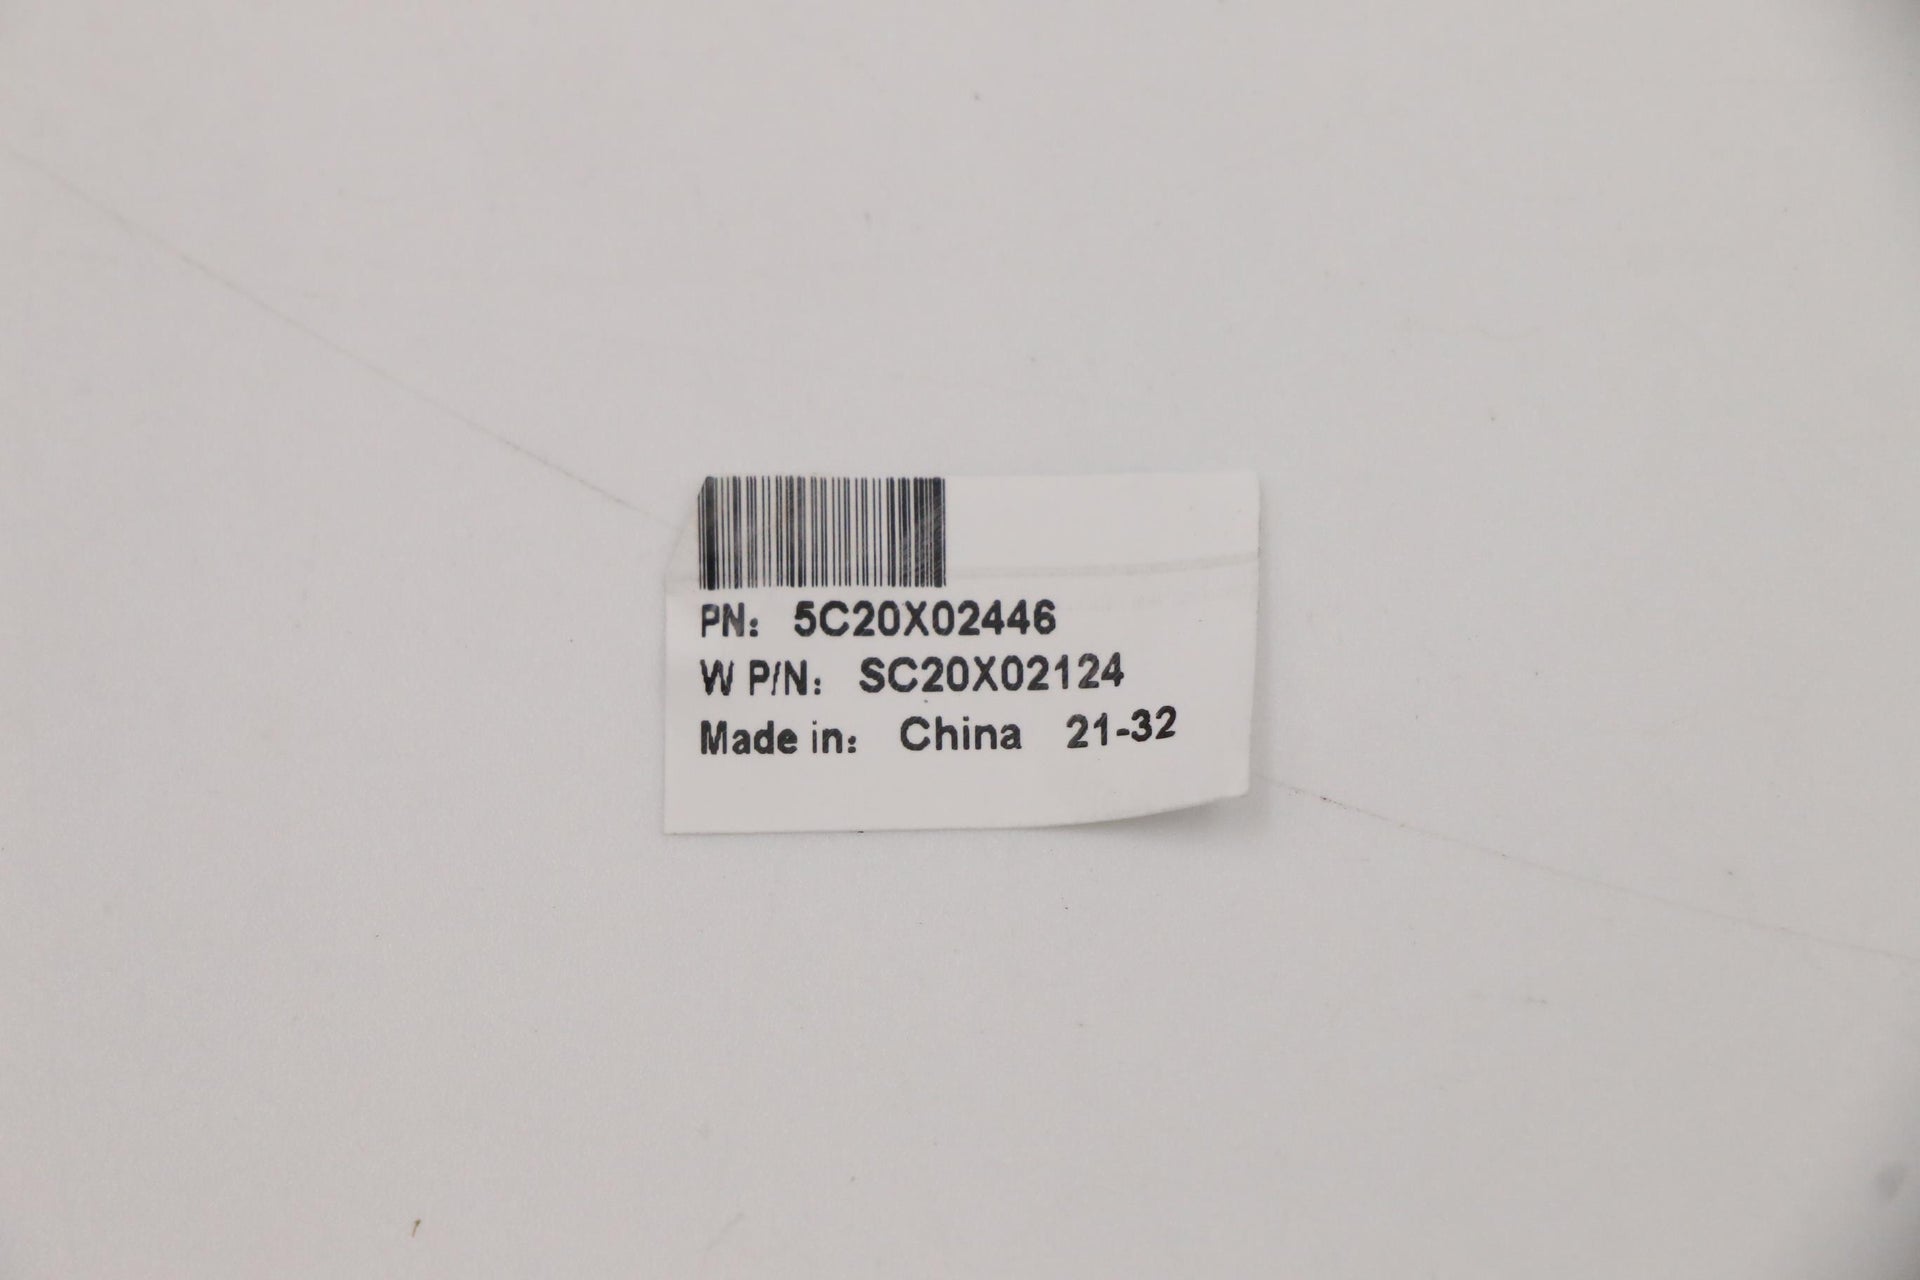 PN: 5C20X02446
W P/N: SC20X02124
Made in: China 21-32